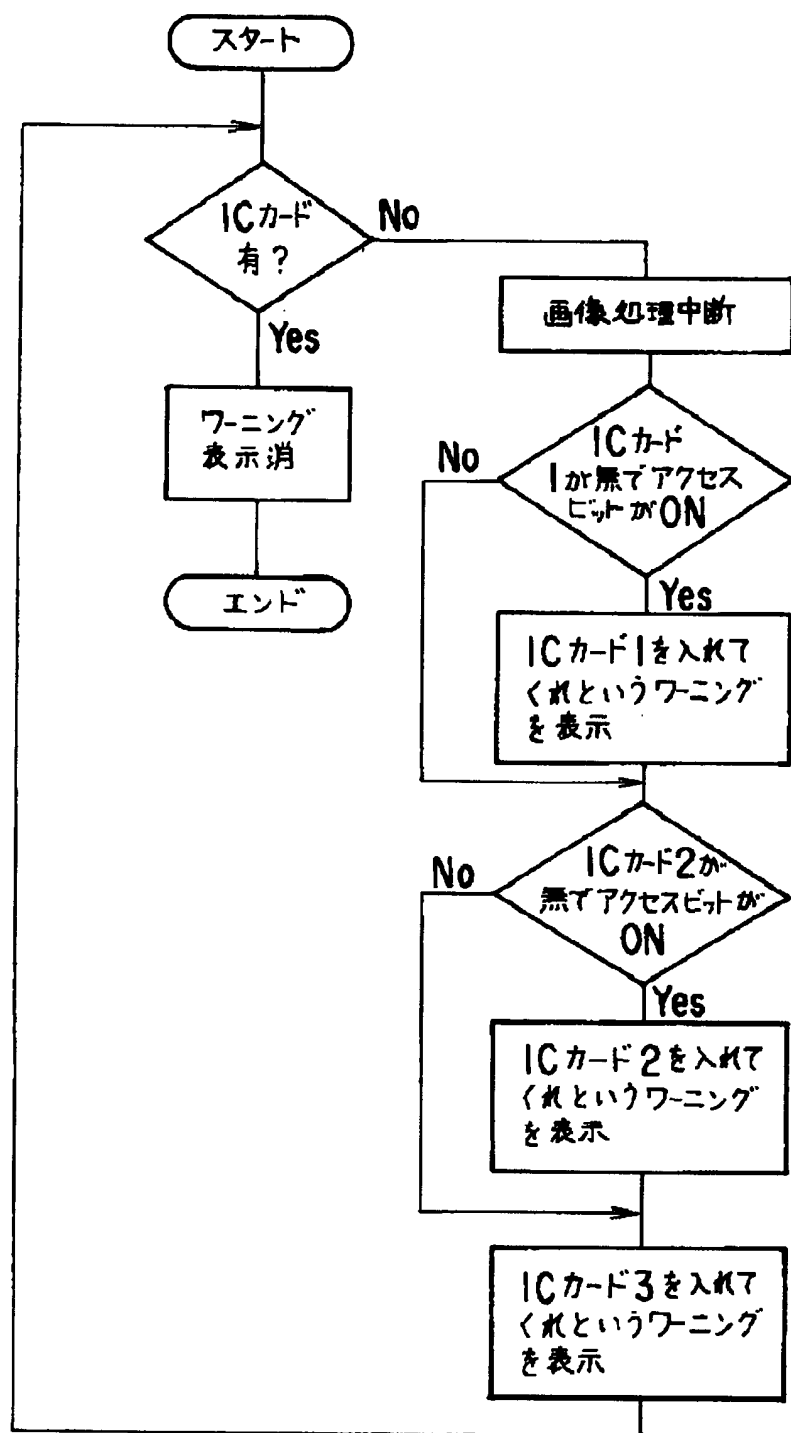 スタート
ICカード
有?
No
Yes
画像処理中断
ワーニング
表示消
ICカード
1が無でアクセス
ビットがON
No
Yes
エンド
ICカード1を入れて
くれというワーニング
を表示
ICカード2が
無でアクセスビットが
ON
No
Yes
ICカード2を入れて
くれというワーニング
を表示
ICカード3を入れて
くれというワーニング
を表示